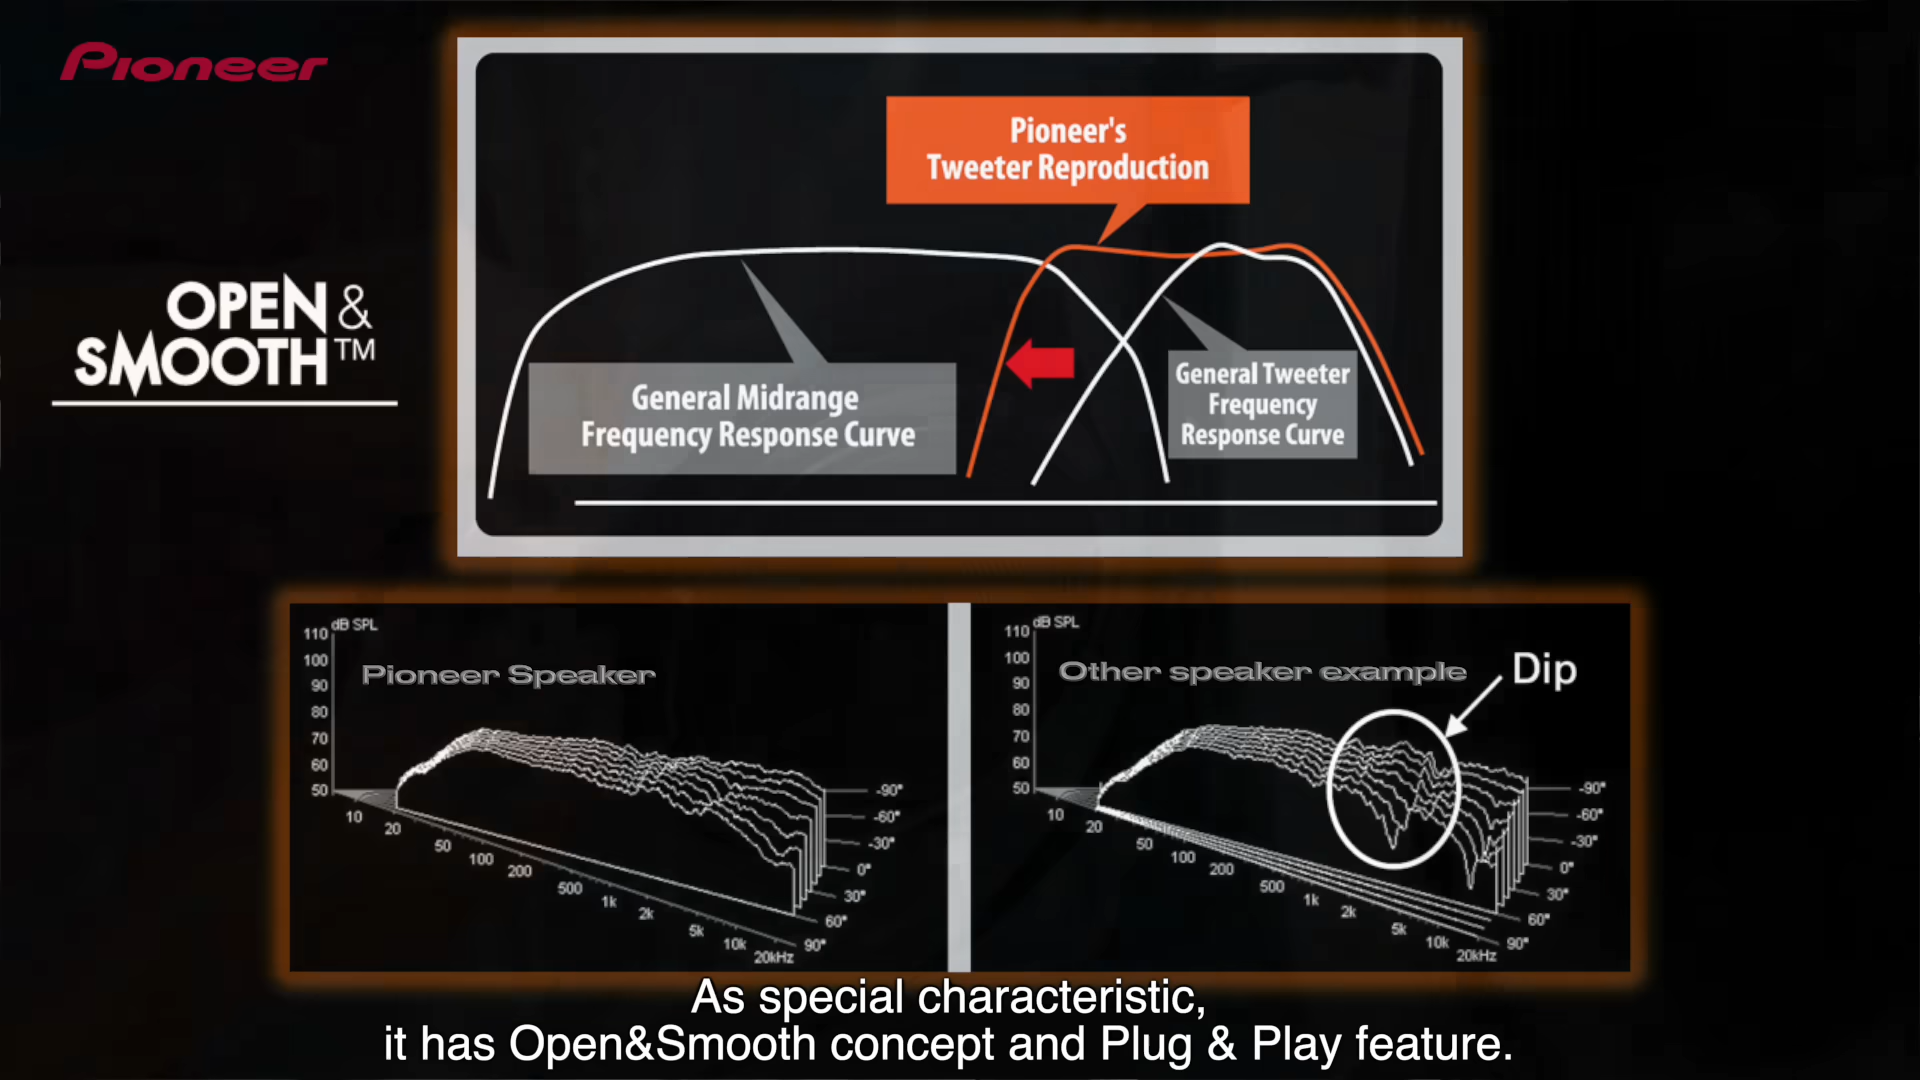 Pioneer
OPEN &
SMOOTH™
Pioneer's
Tweeter Reproduction
General Midrange
Frequency Response Curve
General Tweeter
Frequency
Response Curve
dB SPL
Pioneer Speaker
110
100
90
80
70
60
50
10
20
50
100
200
500
1k
2k
5k
10k
20kHz
-90°
-60°
-30°
0°
30°
60°
90°
dB SPL
Other speaker example
Dip
110
100
90
80
70
60
50
10
20
50
100
200
500
1k
2k
5k
10k
20kHz
-90°
-60°
-30°
0°
30°
60°
90°
As special characteristic,
it has Open&Smooth concept and Plug & Play feature.